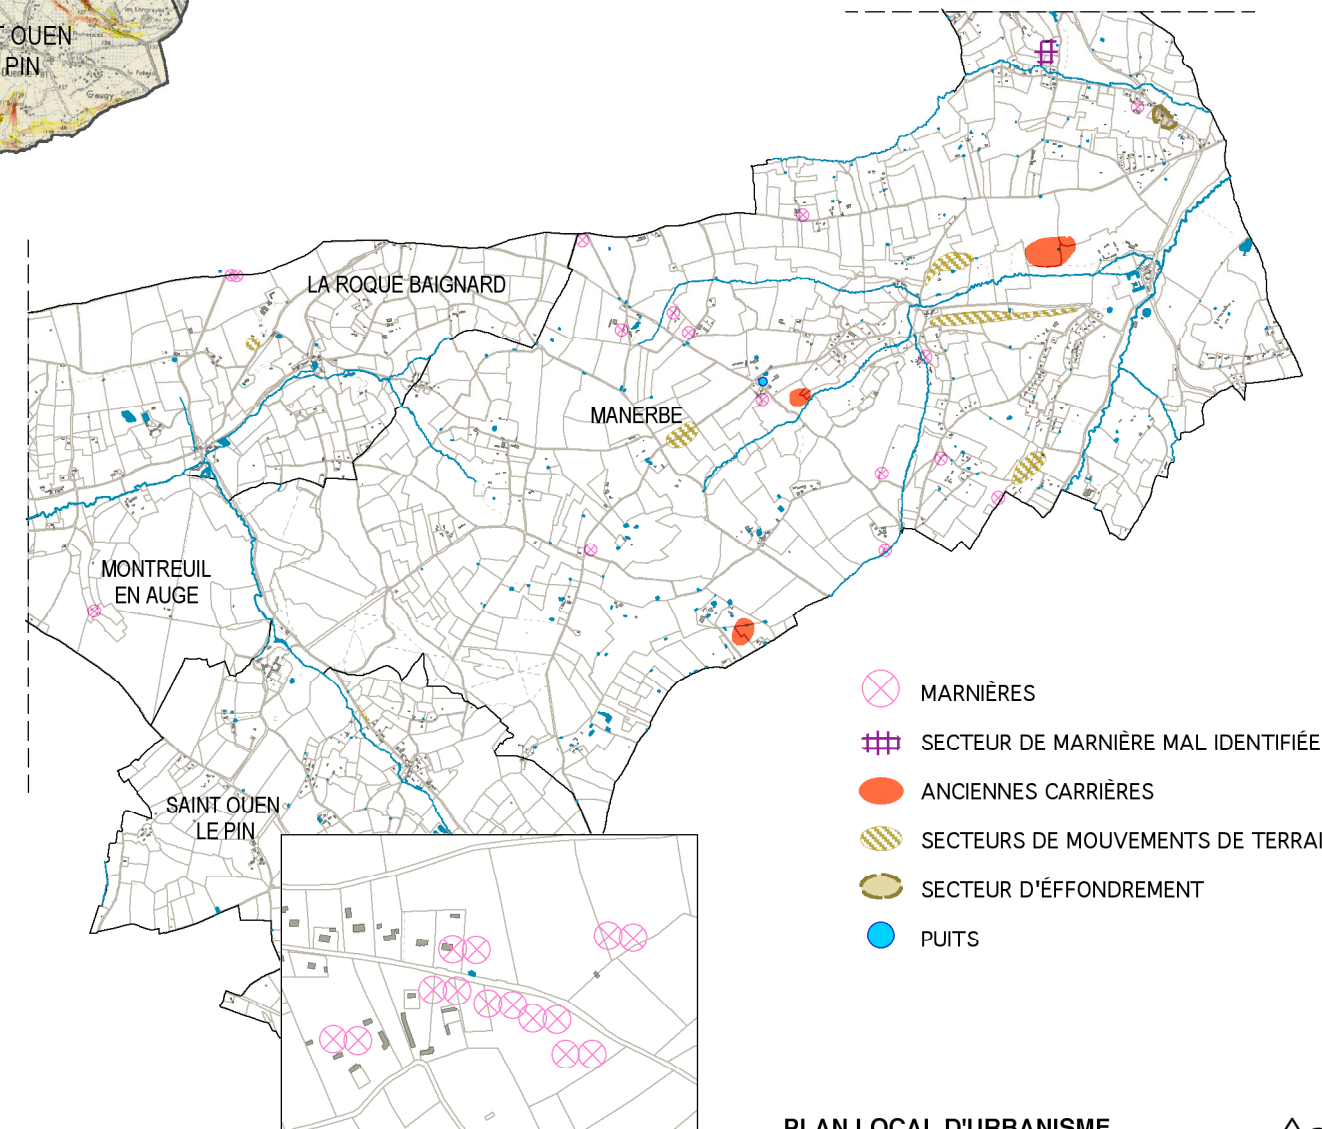 OUEN
PIN
Gaugy
LA ROQUE BAIGNARD
MANERBE
MONTREUIL
EN AUGE
SAINT OUEN
LE PIN
MARNIÈRES
SECTEUR DE MARNIÈRE MAL IDENTIFIÉE
ANCIENNES CARRIÈRES
SECTEURS DE MOUVEMENTS DE TERRAI
SECTEUR D'ÉFFONDREMENT
PUITS
PLAN LOCAL D'URBANISME